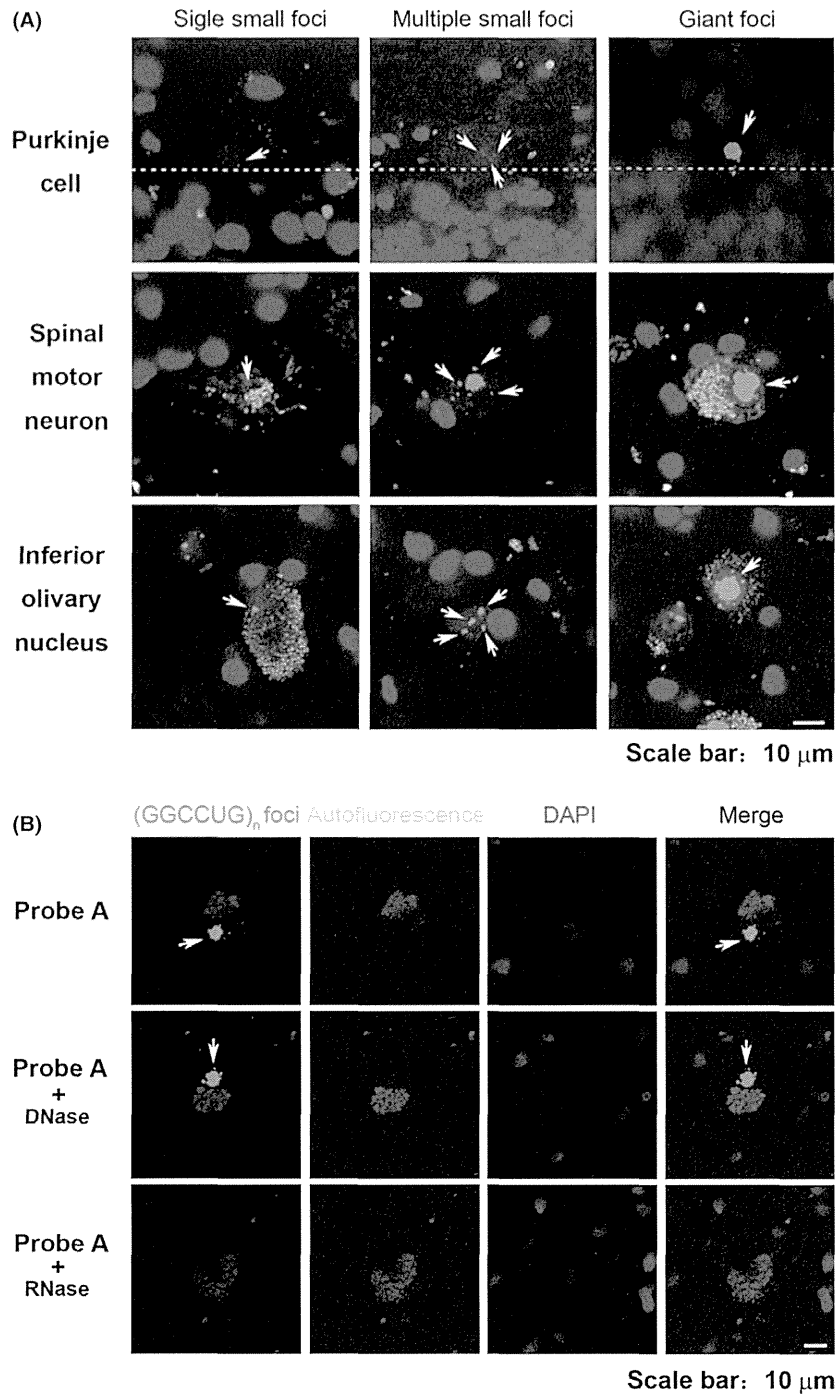 (A)
Sigle small foci Multiple small foci Giant foci
Purkinje
cell
Spinal
motor
neuron
Inferior
olivary
nucleus
Scale bar: 10 μm
(B)
(GGCCUG)n foci Autofluorescence DAPI Merge
Probe A
Probe A
+
DNase
Probe A
+
RNase
Scale bar: 10 μm